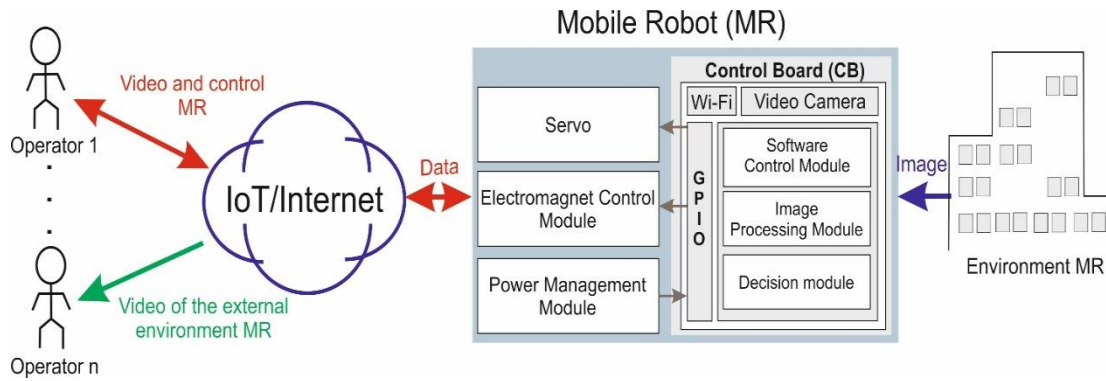 Mobile Robot (MR)
Operator 1
Video and control
MR
.
.
.
IoT/Internet
Data
Operator n
Video of the external
environment MR
Servo
Electromagnet Control
Module
Power Management
Module
Control Board (CB)
Wi-Fi
Video Camera
G
P
I
O
Software
Control Module
Image
Processing Module
Decision module
Image
Environment MR